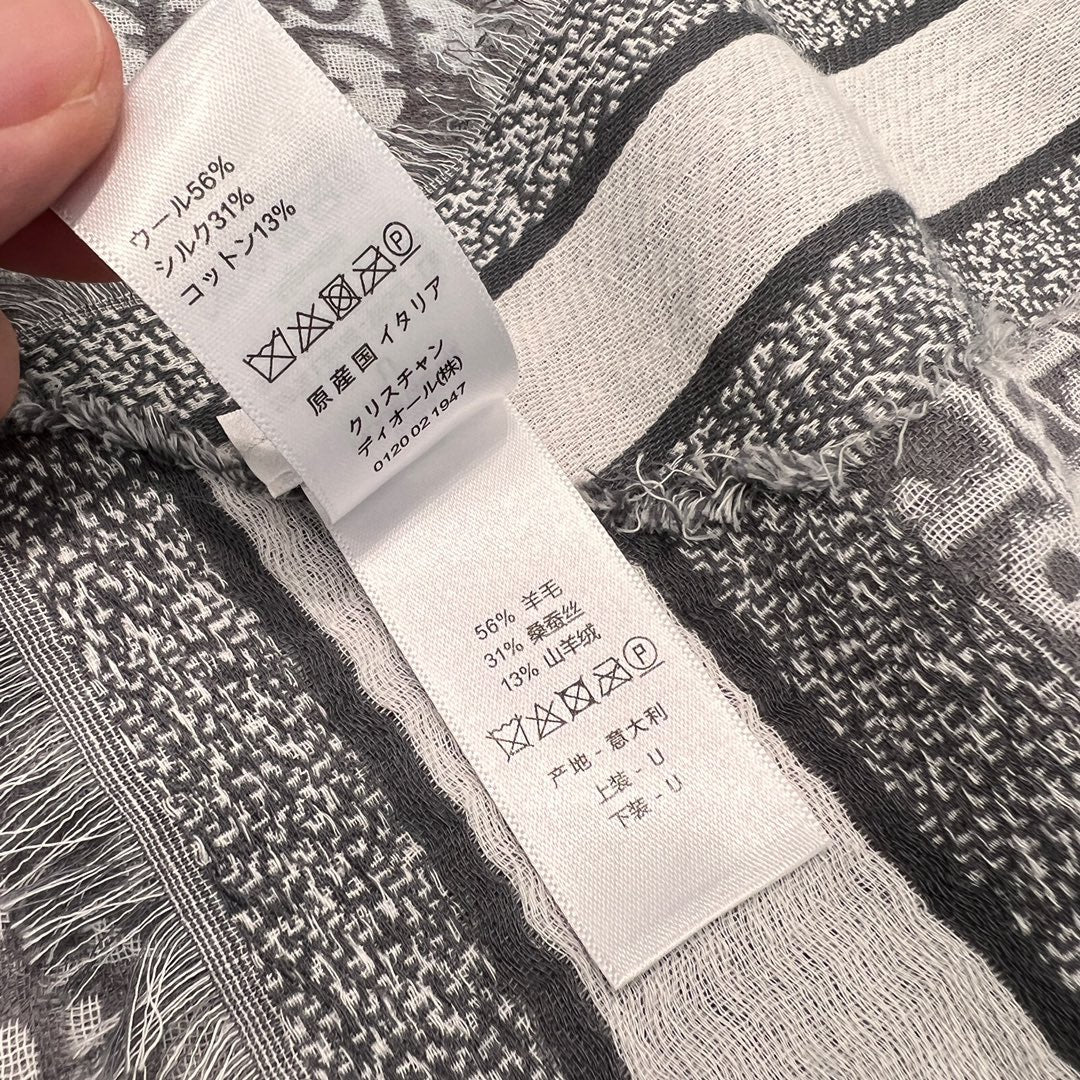 ウール56%
シルク31%
コットン13%
P
原産国 イタリア
クリスチャン
ディオール(株)
0120 02 1947
56% 羊毛
31% 桑蚕丝
13% 山羊绒
P
产地 - 意大利
上装 - U
下装 - U